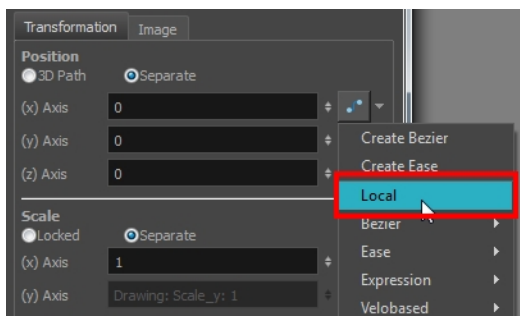 Transformation Image
Position
3D Path Separate
(x) Axis 0
(y) Axis 0 Create Bezier
(z) Axis 0 Create Ease
Local
Scale
Locked Separate Bezier
(x) Axis 1 Ease
Expression
(y) Axis Drawing: Scale_y: 1 Velobased